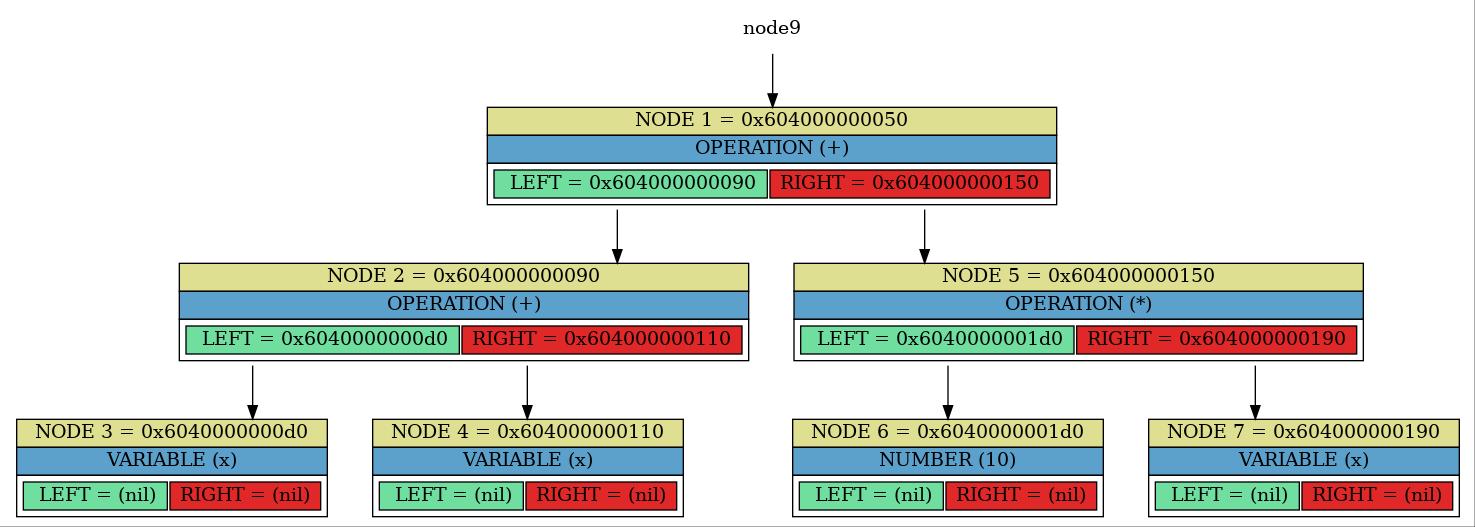 node9
NODE 1 = 0x604000000050
OPERATION (+)
LEFT = 0x604000000090 RIGHT = 0x604000000150
NODE 2 = 0x604000000090 NODE 5 = 0x604000000150
OPERATION (+) OPERATION (*)
LEFT = 0x6040000000d0 RIGHT = 0x604000000110 LEFT = 0x6040000001d0 RIGHT = 0x604000000190
NODE 3 = 0x6040000000d0 NODE 4 = 0x604000000110 NODE 6 = 0x6040000001d0 NODE 7 = 0x604000000190
VARIABLE (x) VARIABLE (x) NUMBER (10) VARIABLE (x)
LEFT = (nil) RIGHT = (nil) LEFT = (nil) RIGHT = (nil) LEFT = (nil) RIGHT = (nil) LEFT = (nil) RIGHT = (nil)